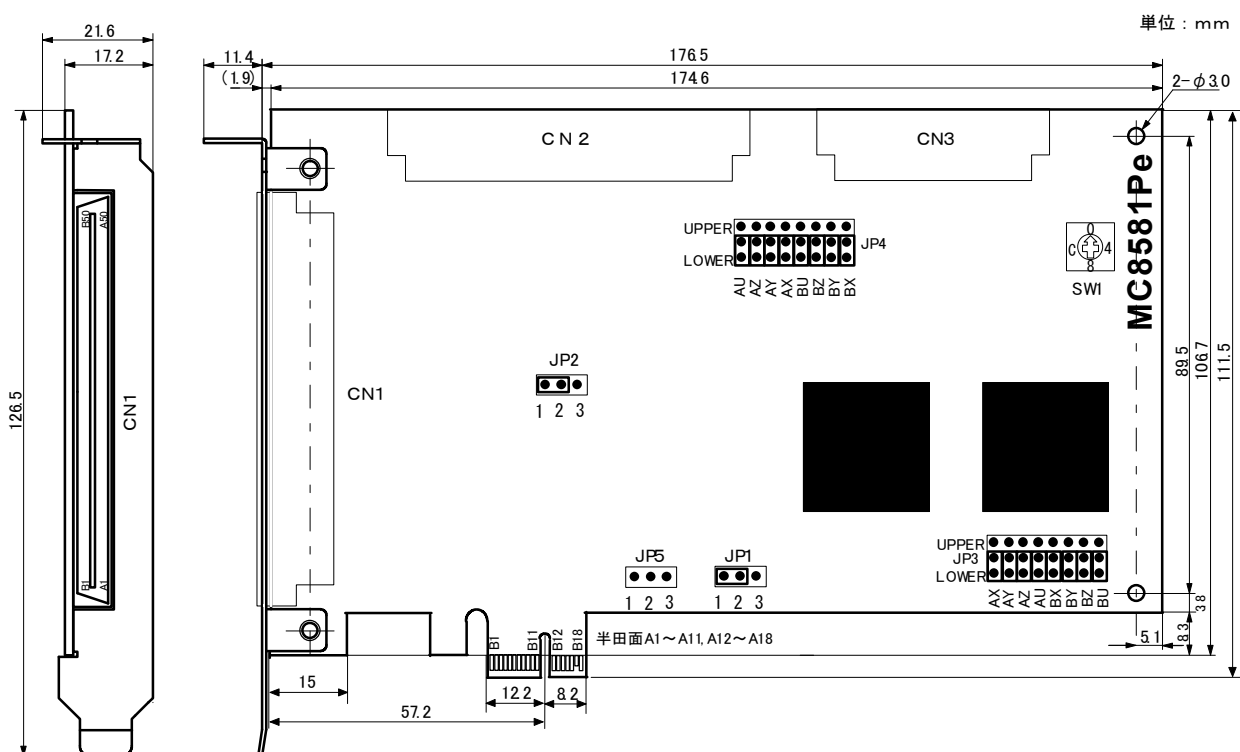 単位：mm
21.6
17.2
11.4
(1.9)
176.5
174.6
2-φ3.0
CN2
CN3
MC8581Pe
UPPER
LOWER
JP4
AU AZ AY AX BU BZ BY BX
0
C 4
8
SW1
B50 A50
B1 A1
CN1
126.5
CN1
JP2
1 2 3
89.5
106.7
111.5
JP5
1 2 3
JP1
1 2 3
UPPER
JP3
LOWER
AX AY AZ AU BX BY BZ BU
3.8
8.3
5.1
B1 B11 B12 B18
半田面A1～A11, A12～A18
15
12.2
8.2
57.2